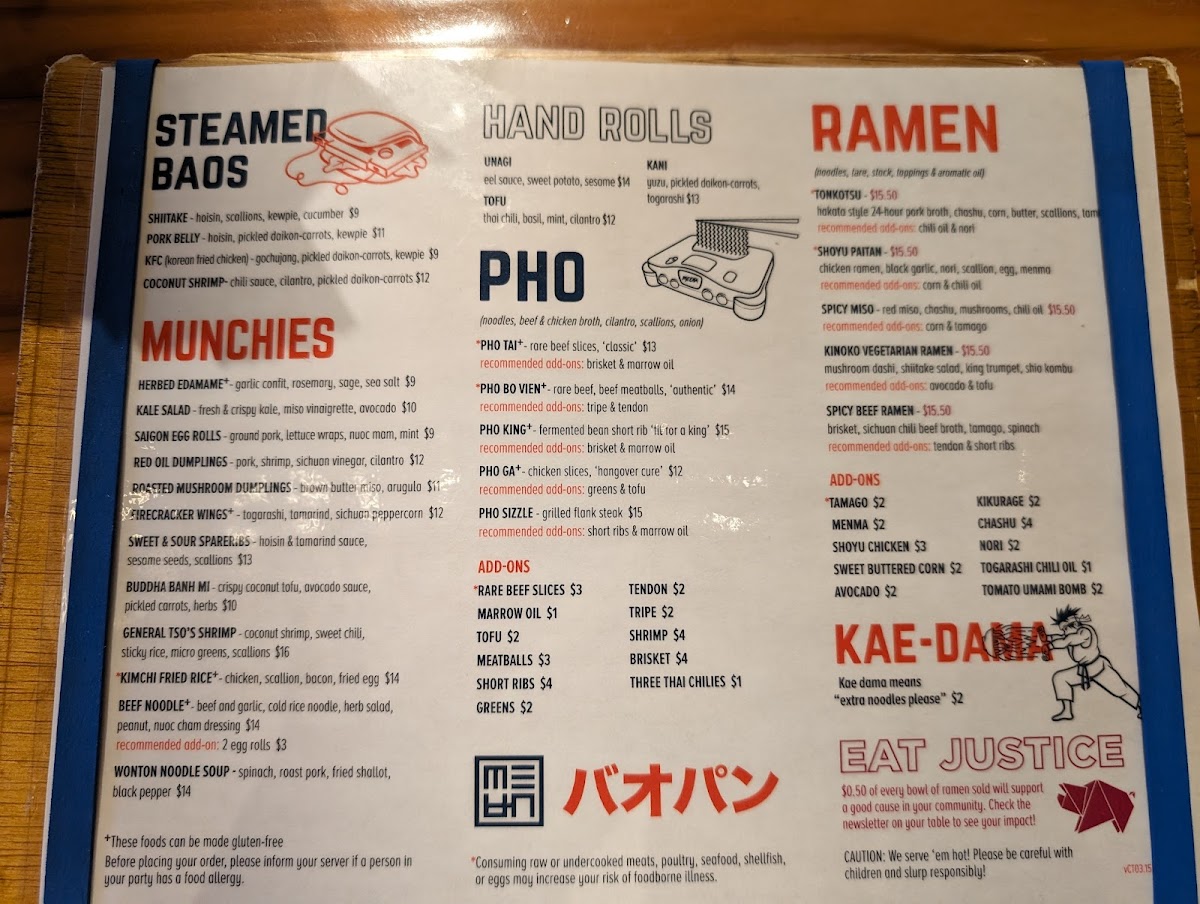 STEAMED
BAOS
SHIITAKE - hoisin, scallions, kewpie, cucumber $9
PORK BELLY - hoisin, pickled daikon-carrots, kewpie $11
KFC (korean fried chicken) - gochujang, pickled daikon-carrots, kewpie $9
COCONUT SHRIMP- chili sauce, cilantro, pickled daikon-carrots $12
MUNCHIES
HERBED EDAMAME+- garlic confit, rosemary, sage, sea salt $9
KALE SALAD - fresh & crispy kale, miso vinaigrette, avocado $10
SAIGON EGG ROLLS - ground pork, lettuce wraps, nuoc mam, mint $9
RED OIL DUMPLINGS - pork, shrimp, sichuan vinegar, cilantro $12
ROASTED MUSHROOM DUMPLINGS - brown butter miso, arugula $11
FIRECRACKER WINGS+ - togarashi, tamarind, sichuan peppercorn $12
SWEET & SOUR SPARERIBS - hoisin & tamarind sauce,
sesame seeds, scallions $13
BUDDHA BANH MI - crispy coconut tofu, avocado sauce,
pickled carrots, herbs $10
GENERAL TSO'S SHRIMP - coconut shrimp, sweet chili,
sticky rice, micro greens, scallions $16
*KIMCHI FRIED RICE+- chicken, scallion, bacon, fried egg $14
BEEF NOODLE+- beef and garlic, cold rice noodle, herb salad,
peanut, nuoc cham dressing $14
recommended add-on: 2 egg rolls $3
WONTON NOODLE SOUP - spinach, roast pork, fried shallot,
black pepper $14
+These foods can be made gluten-free
Before placing your order, please inform your server if a person in
your party has a food allergy.
HAND ROLLS
UNAGI
eel sauce, sweet potato, sesame $14
TOFU
thai chili, basil, mint, cilantro $12
KANI
yuzu, pickled daikon-carrots,
togarashi $13
PHO
(noodles, beef & chicken broth, cilantro, scallions, onion)
*PHO TAI+- rare beef slices, 'classic' $13
recommended add-ons: brisket & marrow oil
*PHO BO VIEN+- rare beef, beef meatballs, 'authentic' $14
recommended add-ons: tripe & tendon
PHO KING+- fermented bean short rib 'fit for a king' $15
recommended add-ons: brisket & marrow oil
PHO GA+- chicken slices, 'hangover cure' $12
recommended add-ons: greens & tofu
PHO SIZZLE - grilled flank steak $15
recommended add-ons: short ribs & marrow oil
ADD-ONS
*RARE BEEF SLICES $3
MARROW OIL $1
TOFU $2
MEATBALLS $3
SHORT RIBS $4
GREENS $2
TENDON $2
TRIPE $2
SHRIMP $4
BRISKET $4
THREE THAI CHILIES $1
バオパン
*Consuming raw or undercooked meats, poultry, seafood, shellfish,
or eggs may increase your risk of foodborne illness.
RAMEN
(noodles, tare, stock, toppings & aromatic oil)
*TONKOTSU - $15.50
hakata style 24-hour pork broth, chashu, corn, butter, scallions, tam
recommended add-ons: chili oil & nori
*SHOYU PAITAN - $15.50
chicken ramen, black garlic, nori, scallion, egg, menma
recommended add-ons: corn & chili oil
SPICY MISO - red miso, chashu, mushrooms, chili oil $15.50
recommended add-ons: corn & tamago
KINOKO VEGETARIAN RAMEN - $15.50
mushroom dashi, shiitake salad, king trumpet, shio kombu
recommended add-ons: avocado & tofu
SPICY BEEF RAMEN - $15.50
brisket, sichuan chili beef broth, tamago, spinach
recommended add-ons: tendon & short ribs
ADD-ONS
*TAMAGO $2
MENMA $2
SHOYU CHICKEN $3
SWEET BUTTERED CORN $2
AVOCADO $2
KIKURAGE $2
CHASHU $4
NORI $2
TOGARASHI CHILI OIL $1
TOMATO UMAMI BOMB $2
KAE-DAMA
Kae dama means
"extra noodles please" $2
EAT JUSTICE
$0.50 of every bowl of ramen sold will support
a good cause in your community. Check the
newsletter on your table to see your impact!
CAUTION: We serve 'em hot! Please be careful with
children and slurp responsibly!
vCT03.15